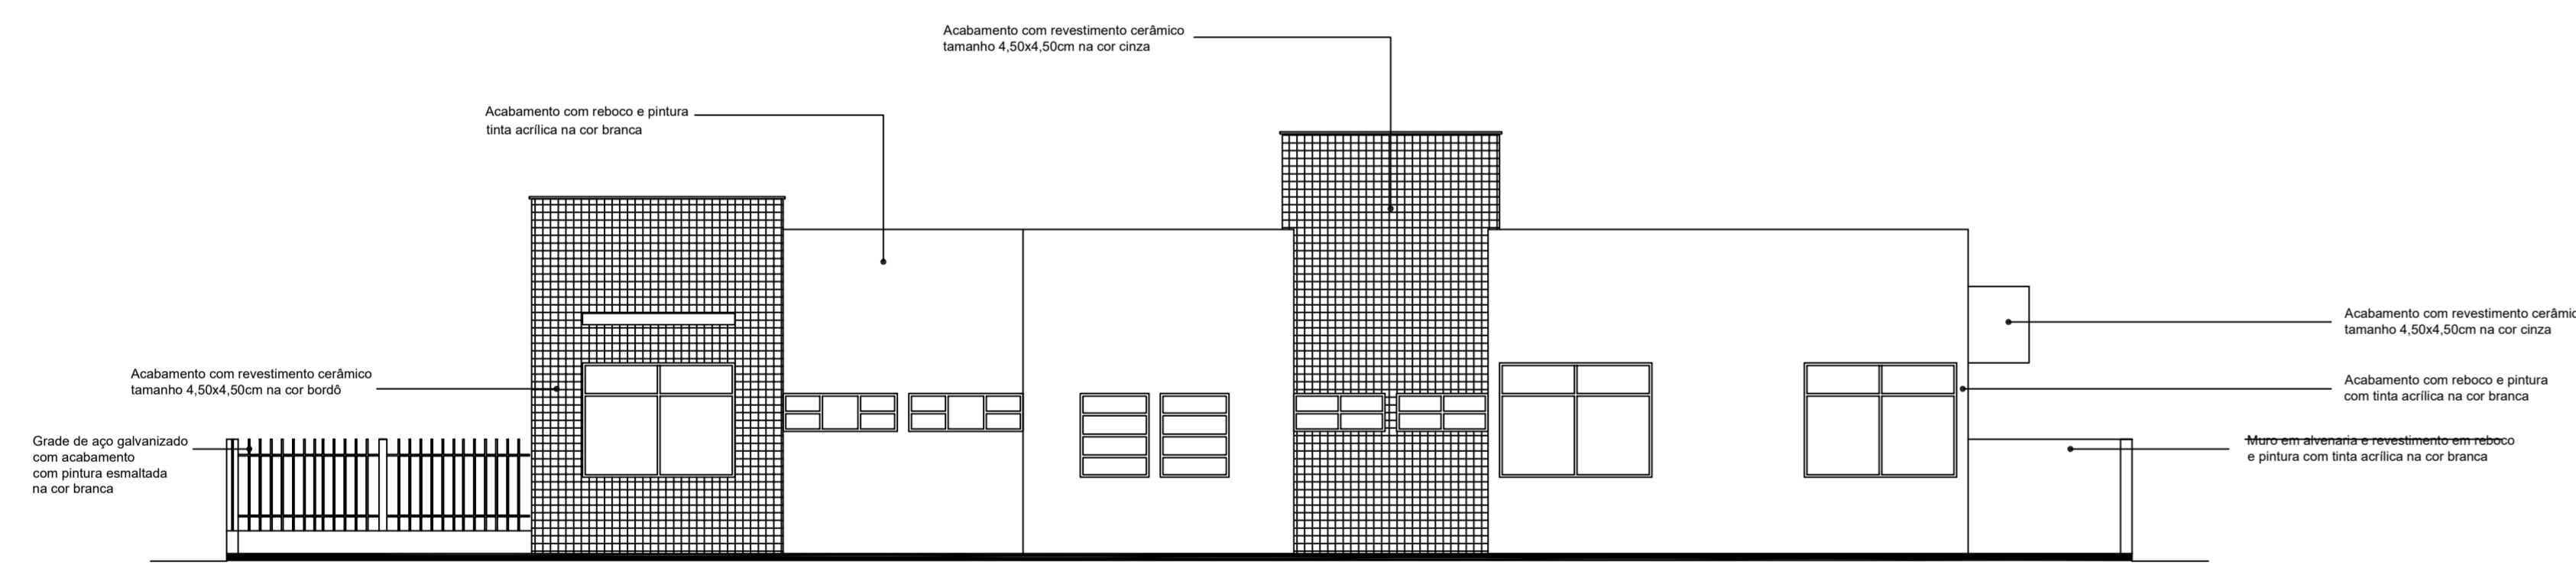 Acabamento com revestimento cerâmico
tamanho 4,50x4,50cm na cor cinza
Acabamento com reboco e pintura
tinta acrílica na cor branca
Acabamento com revestimento cerâmico
tamanho 4,50x4,50cm na cor bordô
Grade de aço galvanizado
com acabamento
com pintura esmaltada
na cor branca
Acabamento com revestimento cerâmic
tamanho 4,50x4,50cm na cor cinza
Acabamento com reboco e pintura
com tinta acrílica na cor branca
Muro em alvenaria e revestimento em reboco
e pintura com tinta acrílica na cor branca